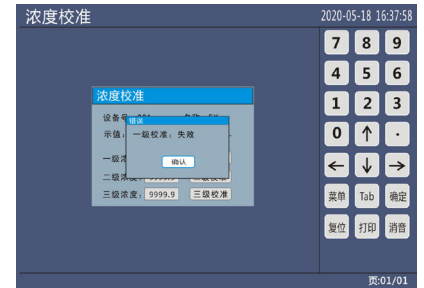 浓度校准
2020-05-18 16:37:58
7 8 9
4 5 6
1 2 3
0 ↑ ·
← ↓ →
菜单 Tab 确定
复位 打印 消音
浓度校准
设备号
错误
示值:
一级校准: 失败
一级浓
确认
二级浓度:
三级浓度: 9999.9 三级校准
页:01/01